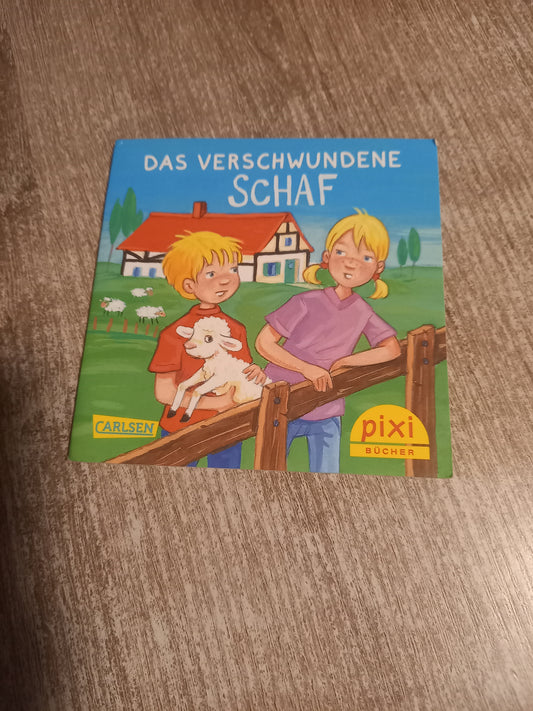 DAS VERSCHWUNDENE
SCHAF
CARLSEN
pixi
BÜCHER